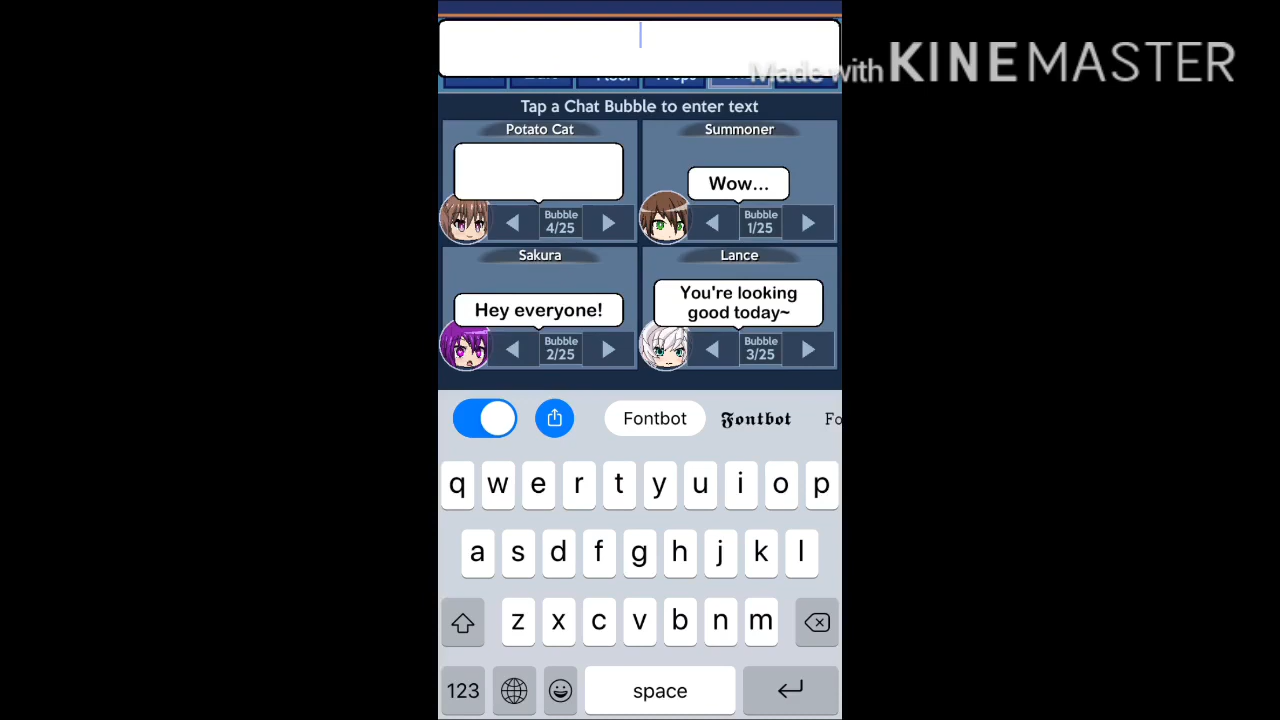 Made with KINEMASTER
Props
Tap a Chat Bubble to enter text
Potato Cat
Summoner
Wow...
Bubble
4/25
Bubble
1/25
Sakura
Lance
Hey everyone!
You're looking
good today~
Bubble
2/25
Bubble
3/25
Fontbot
𝕱𝖔𝖓𝖙𝖇𝖔𝖙
Fo
q w e r t y u i o p
a s d f g h j k l
z x c v b n m
123
space